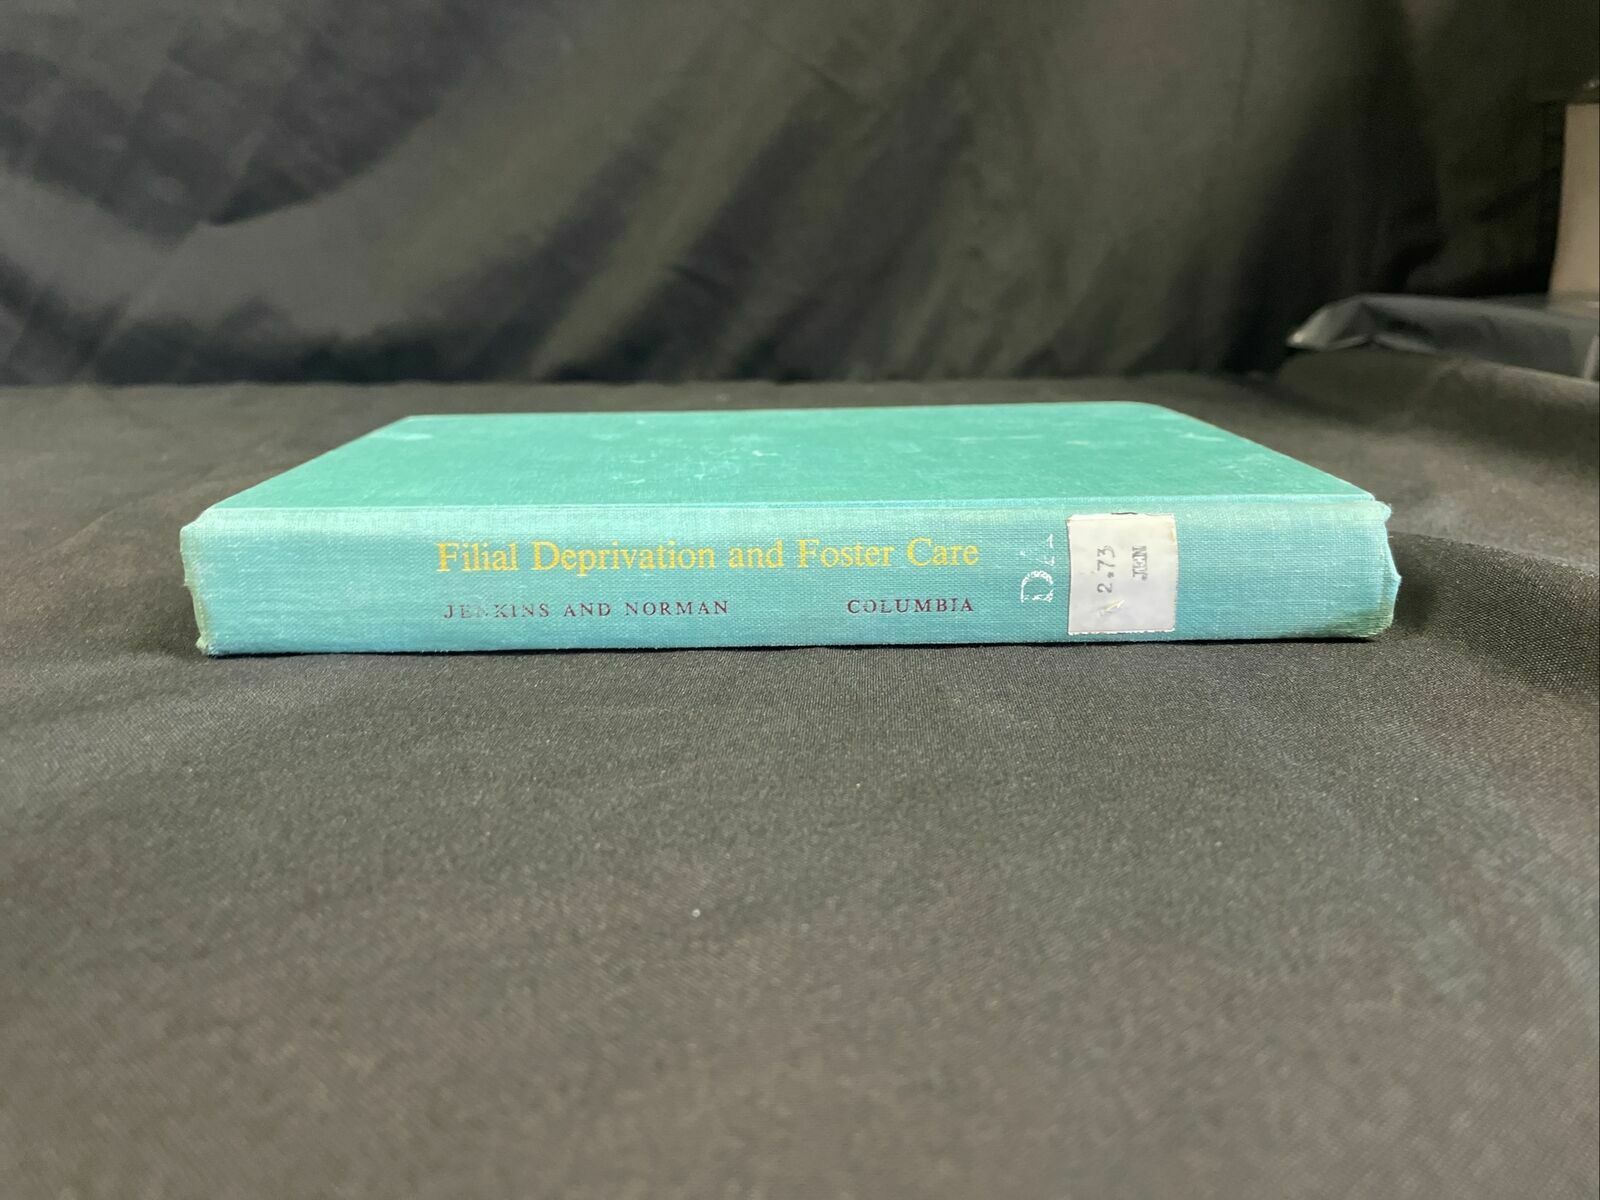 Filial Deprivation and Foster Care
JENKINS AND NORMAN COLUMBIA
2.73
JEN